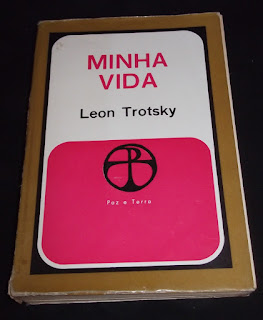 MINHA
VIDA
Leon Trotsky
Paz e Terra